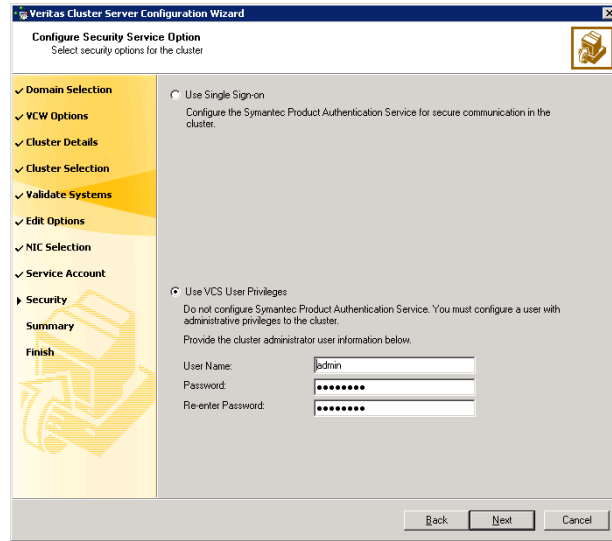 Veritas Cluster Server Configuration Wizard
Configure Security Service Option
Select security options for the cluster
Domain Selection
VCW Options
Cluster Details
Cluster Selection
Validate Systems
Edit Options
NIC Selection
Service Account
Security
Summary
Finish
Use Single Sign-on
Configure the Symantec Product Authentication Service for secure communication in the
cluster.
Use VCS User Privileges
Do not configure Symantec Product Authentication Service. You must configure a user with
administrative privileges to the cluster.
Provide the cluster administrator user information below.
User Name:
admin
Password:
●●●●●●●●
Re-enter Password:
●●●●●●●●
Back
Next
Cancel